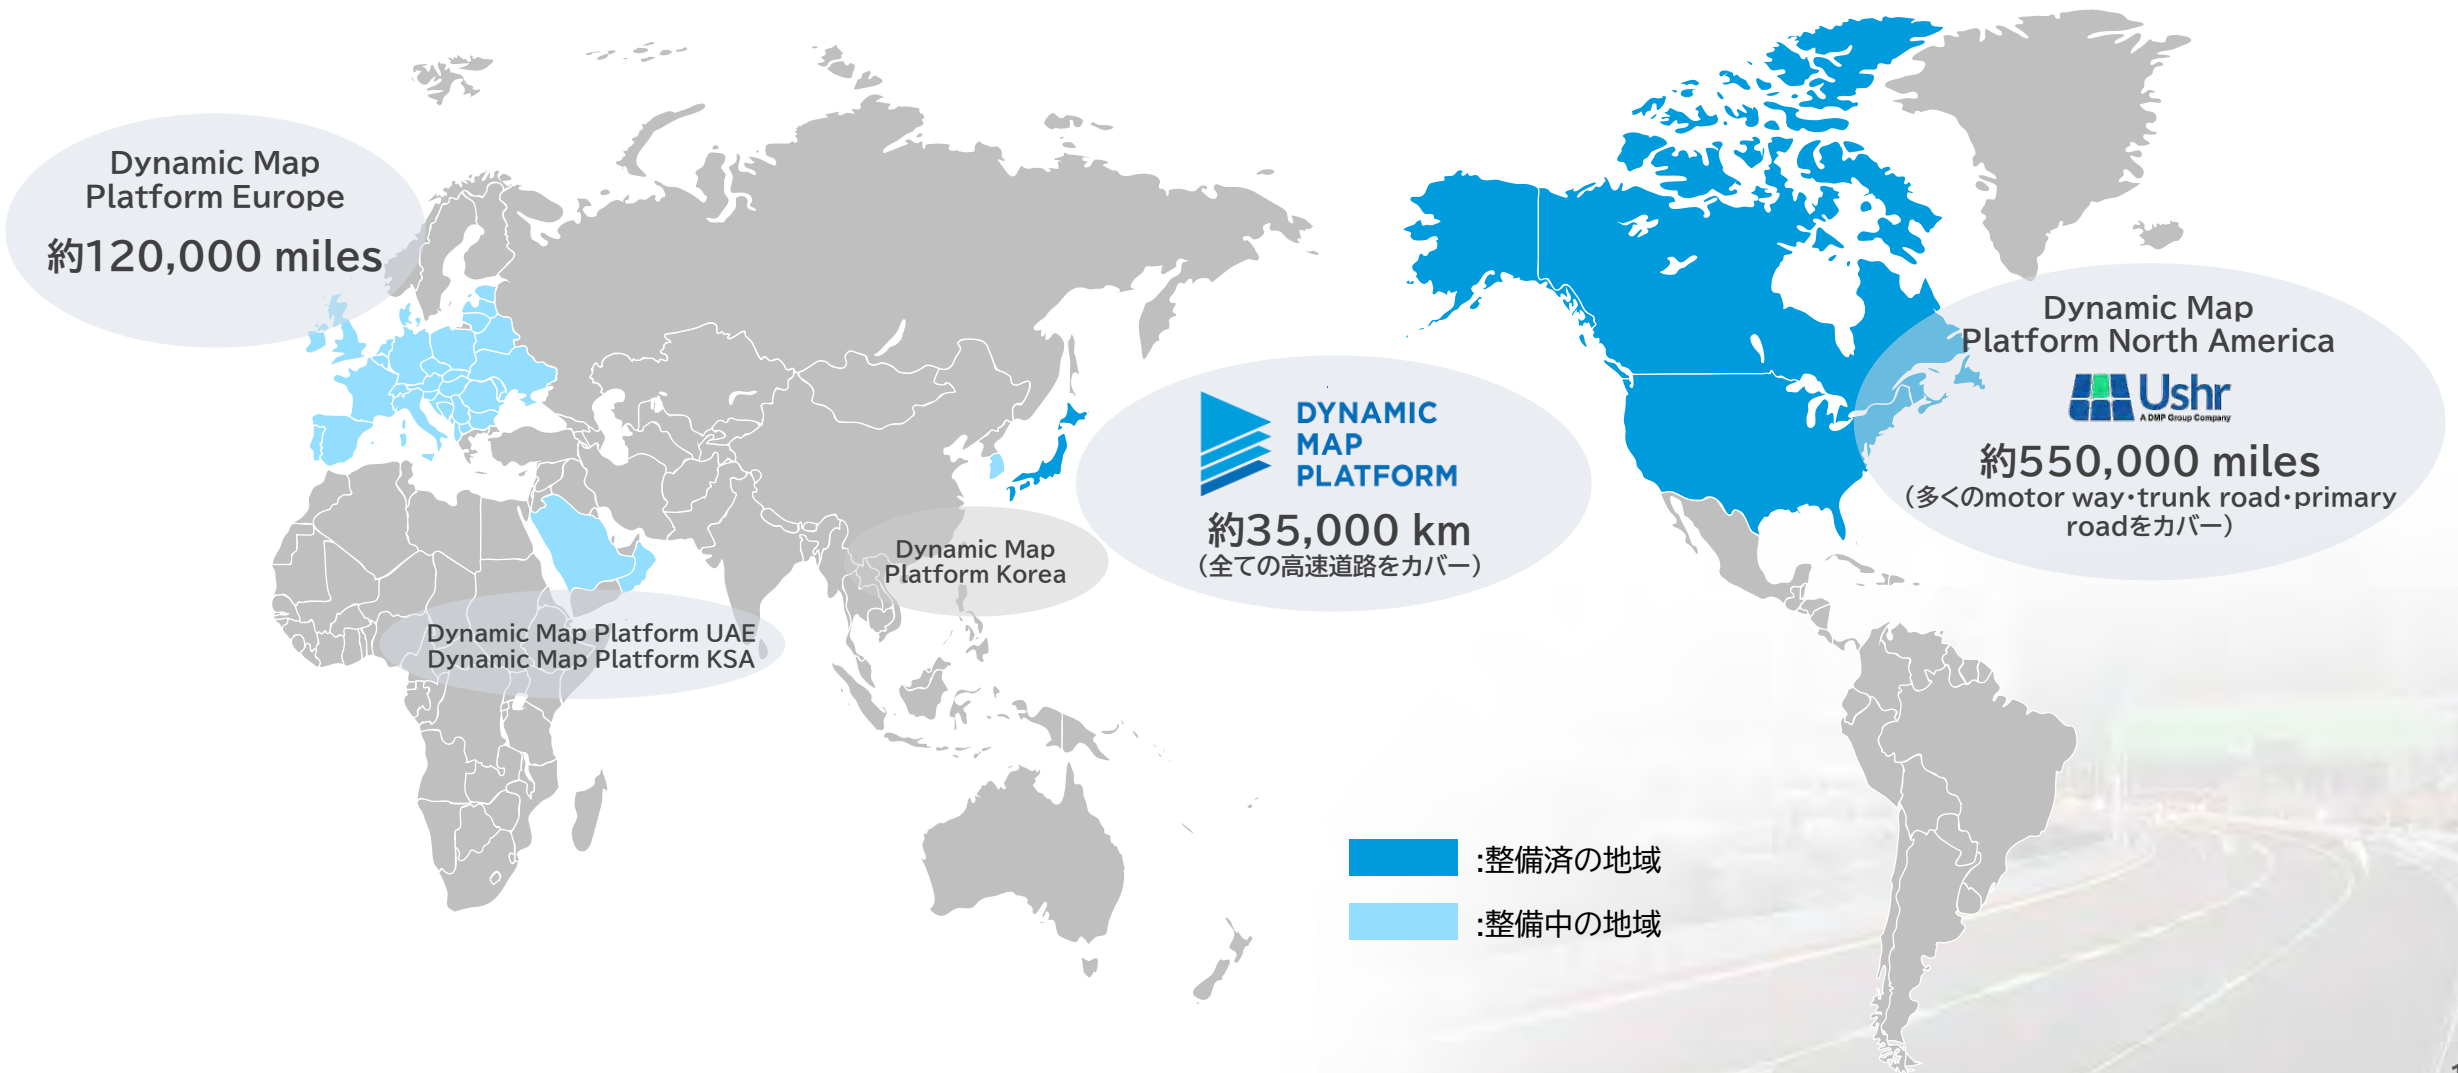 Dynamic Map
Platform Europe
約120,000 miles
Dynamic Map
Platform North America
Ushr
A DMP Group Company
約550,000 miles
(多くのmotor way・trunk road・primary
roadをカバー)
DYNAMIC
MAP
PLATFORM
約35,000 km
(全ての高速道路をカバー)
Dynamic Map
Platform Korea
Dynamic Map Platform UAE
Dynamic Map Platform KSA
:整備済の地域
:整備中の地域